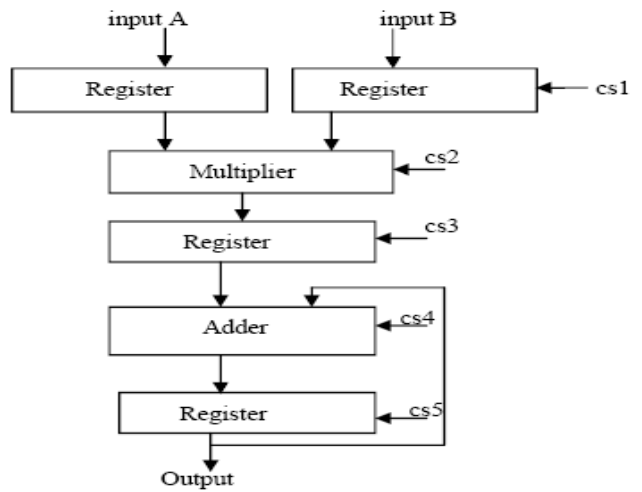 input A
input B
Register
Register
cs1
Multiplier
cs2
Register
cs3
Adder
cs4
Register
cs5
Output